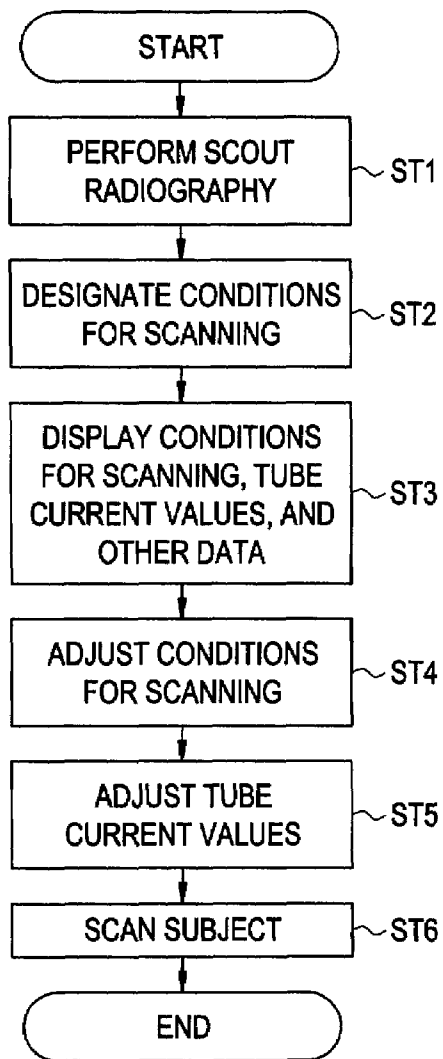 START
PERFORM SCOUT
RADIOGRAPHY
ST1
DESIGNATE CONDITIONS
FOR SCANNING
ST2
DISPLAY CONDITIONS
FOR SCANNING, TUBE
CURRENT VALUES, AND
OTHER DATA
ST3
ADJUST CONDITIONS
FOR SCANNING
ST4
ADJUST TUBE
CURRENT VALUES
ST5
SCAN SUBJECT
ST6
END